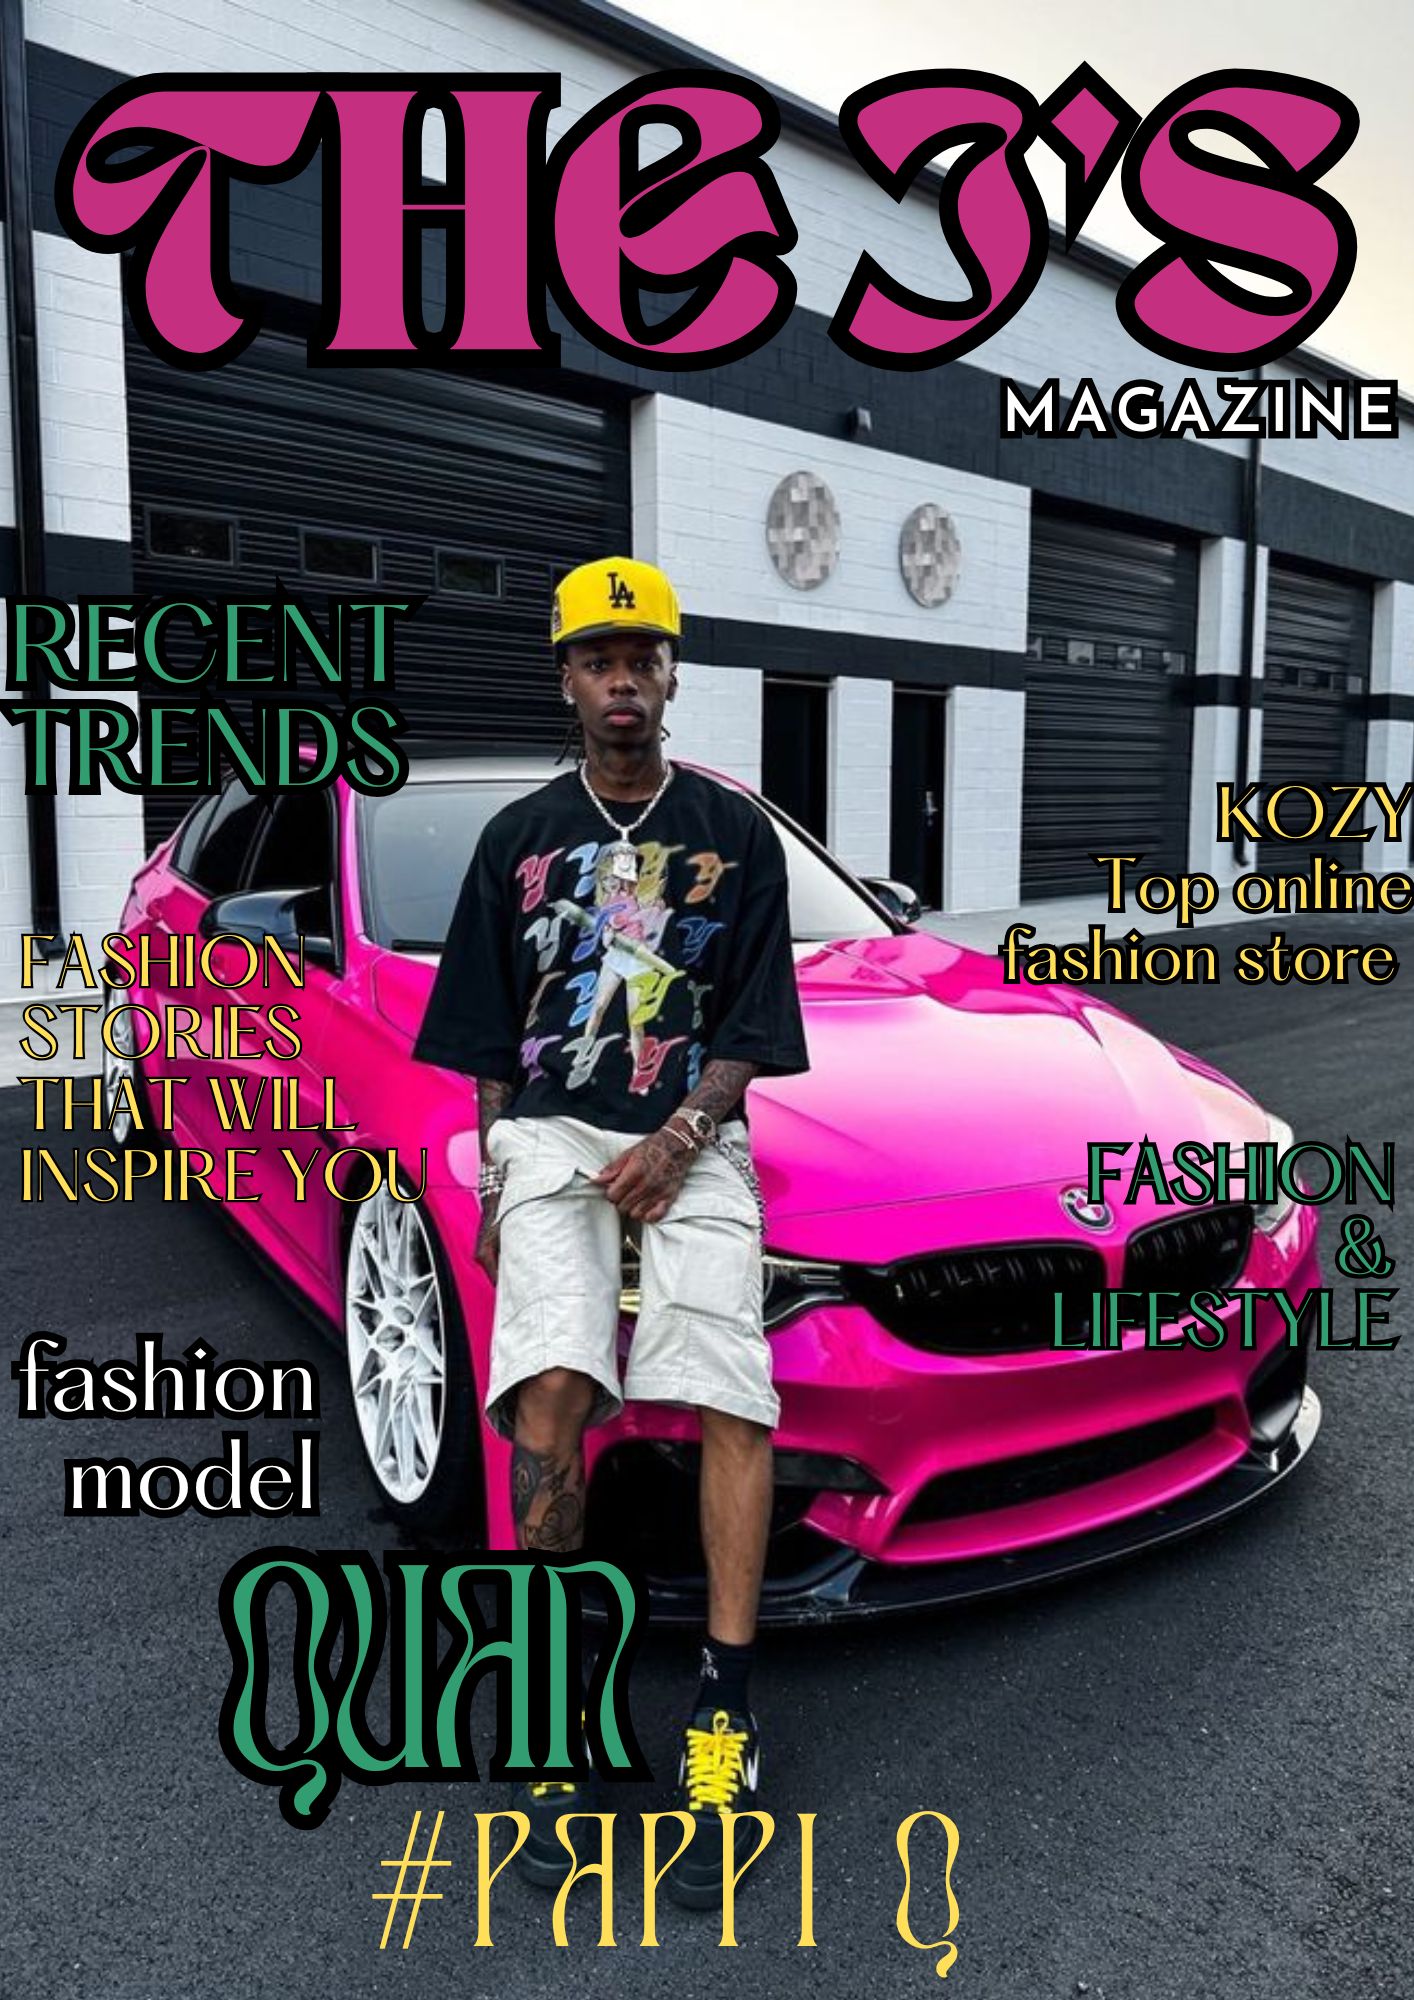 THE J'S
MAGAZINE
LA
RECENT
TRENDS
KOZY
Top online
fashion store
FASHION
STORIES
THAT WILL
INSPIRE YOU
FASHION
&
LIFESTYLE
fashion
model
QUAN
#PAPPI Q